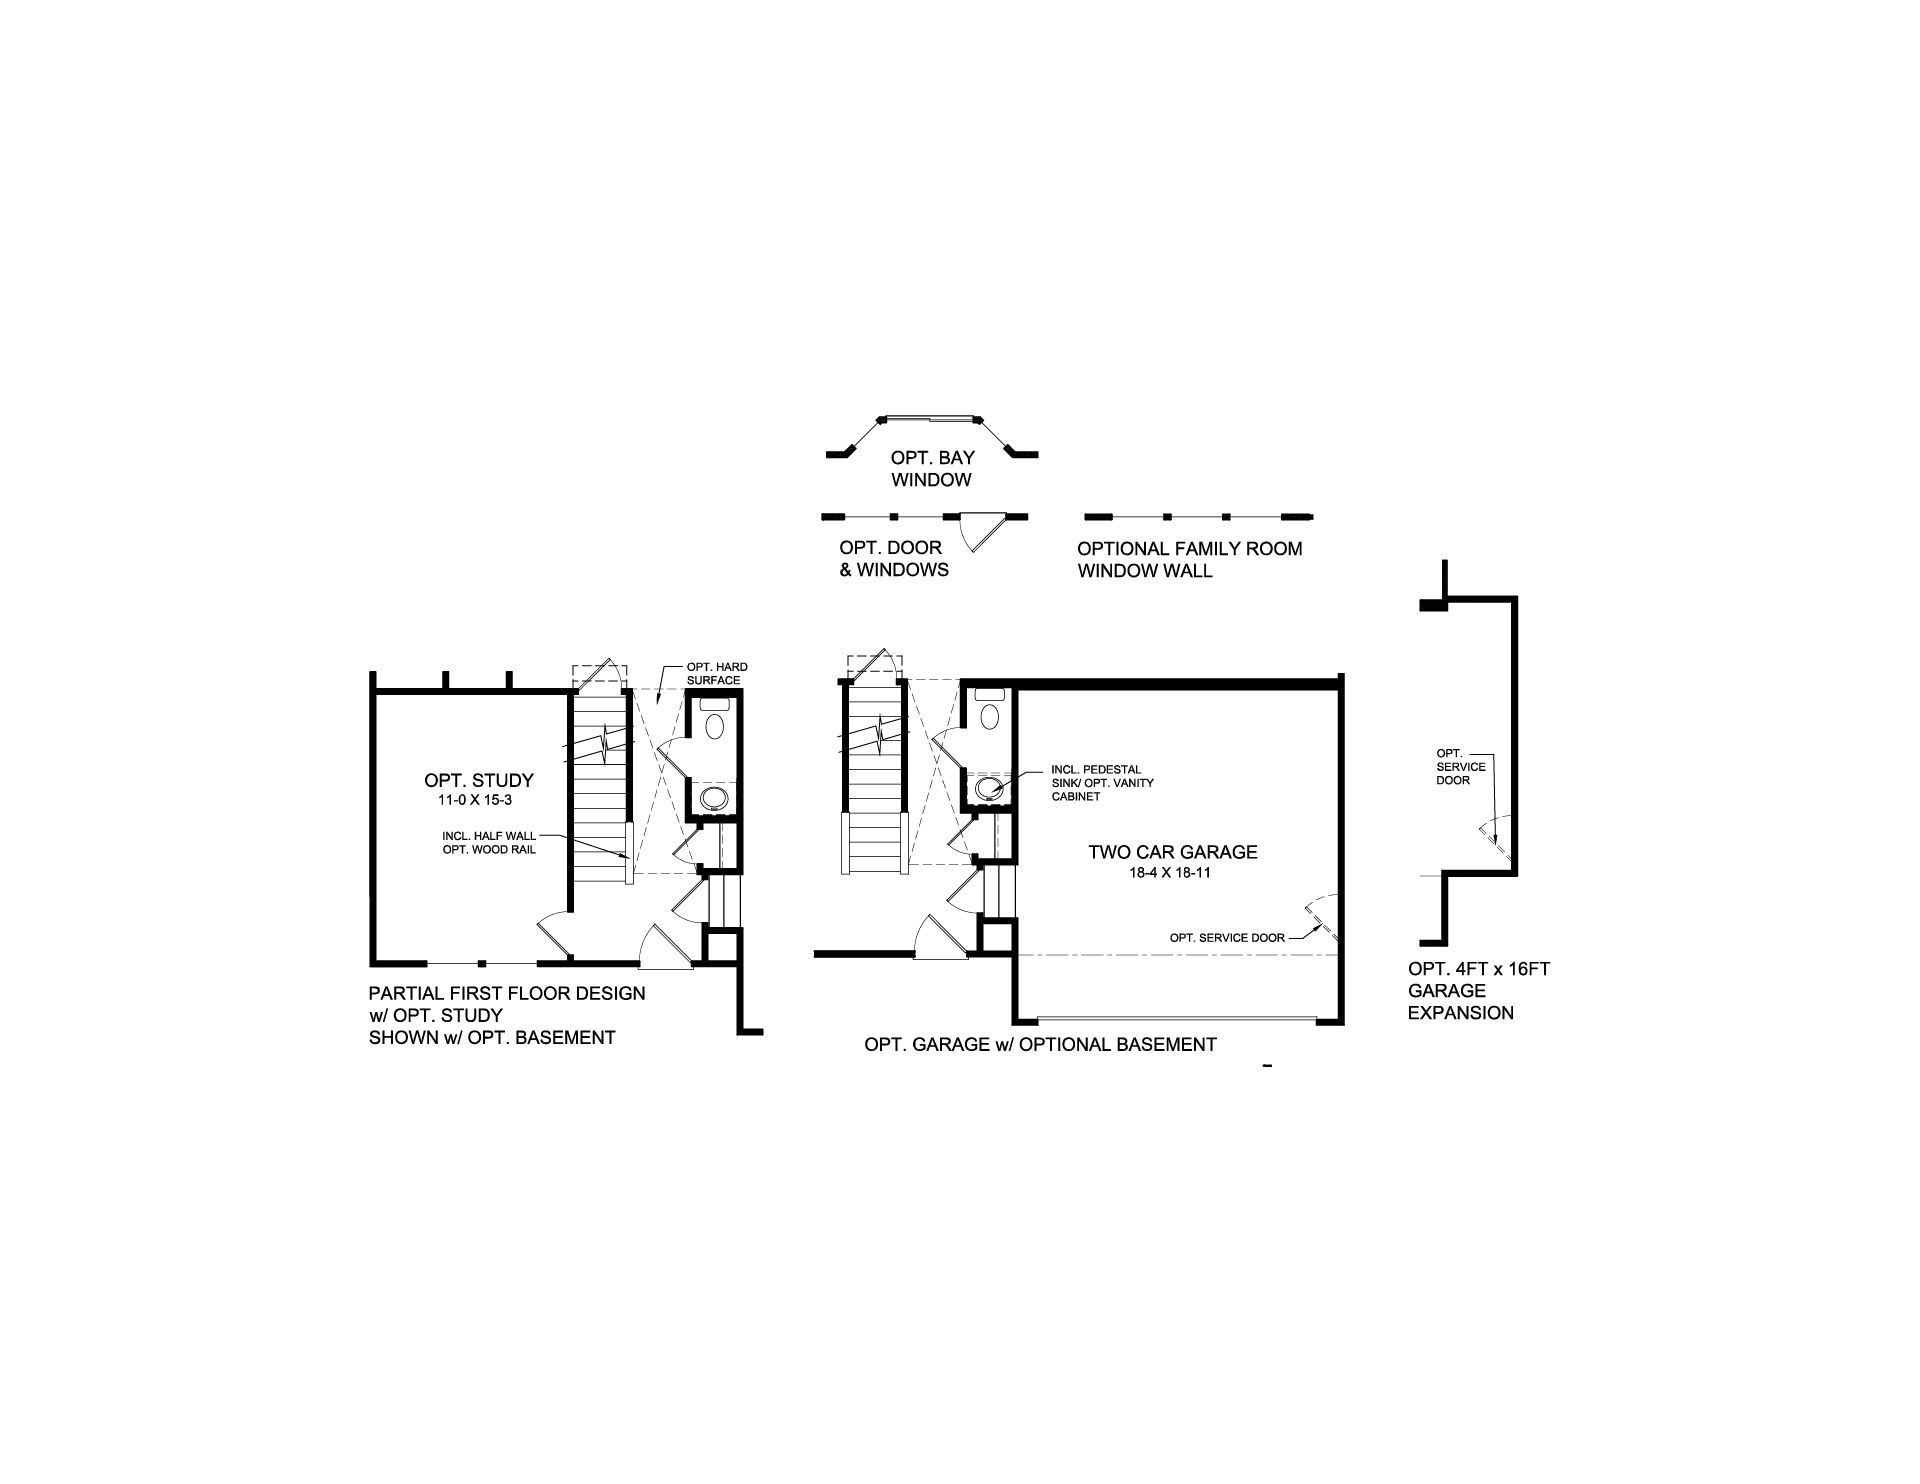 OPT. BAY
WINDOW
OPT. DOOR
& WINDOWS
OPTIONAL FAMILY ROOM
WINDOW WALL
OPT. HARD
SURFACE
OPT. STUDY
11-0 X 15-3
INCL. HALF WALL
OPT. WOOD RAIL
PARTIAL FIRST FLOOR DESIGN
w/ OPT. STUDY
SHOWN w/ OPT. BASEMENT
INCL. PEDESTAL
SINK/ OPT. VANITY
CABINET
TWO CAR GARAGE
18-4 X 18-11
OPT. SERVICE DOOR
OPT. GARAGE w/ OPTIONAL BASEMENT
OPT.
SERVICE
DOOR
OPT. 4FT x 16FT
GARAGE
EXPANSION